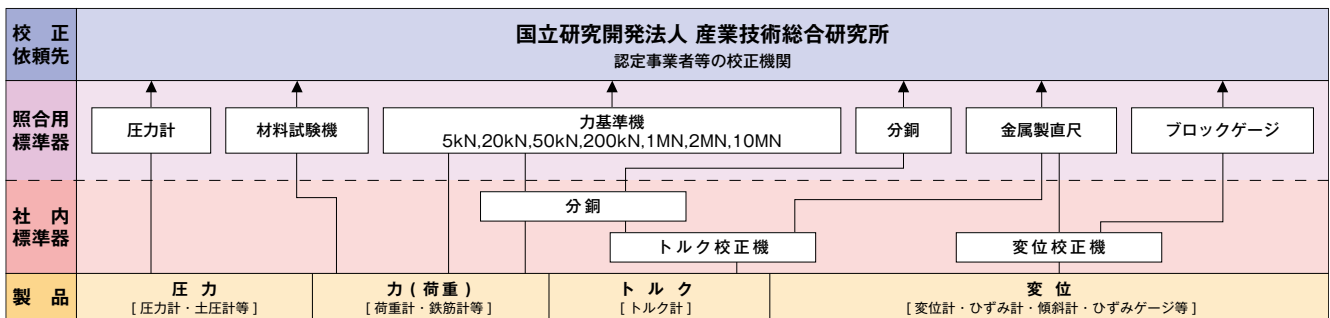 校 正
依頼先
国立研究開発法人 産業技術総合研究所
認定事業者等の校正機関
照合用
標準器
圧力計
材料試験機
力基準機
5kN,20kN,50kN,200kN,1MN,2MN,10MN
分銅
金属製直尺
ブロックゲージ
社 内
標準器
分銅
トルク校正機
変位校正機
製 品
圧 力
[ 圧力計・土圧計等 ]
力 ( 荷重 )
[ 荷重計・鉄筋計等 ]
ト ル ク
[ トルク計 ]
変 位
[ 変位計・ひずみ計・傾斜計・ひずみゲージ等 ]